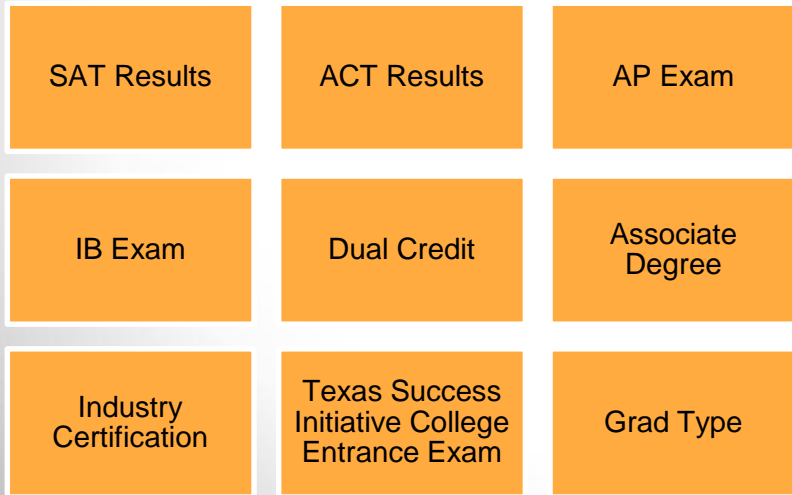 SAT Results
ACT Results
AP Exam
IB Exam
Dual Credit
Associate
Degree
Industry
Certification
Texas Success
Initiative College
Entrance Exam
Grad Type